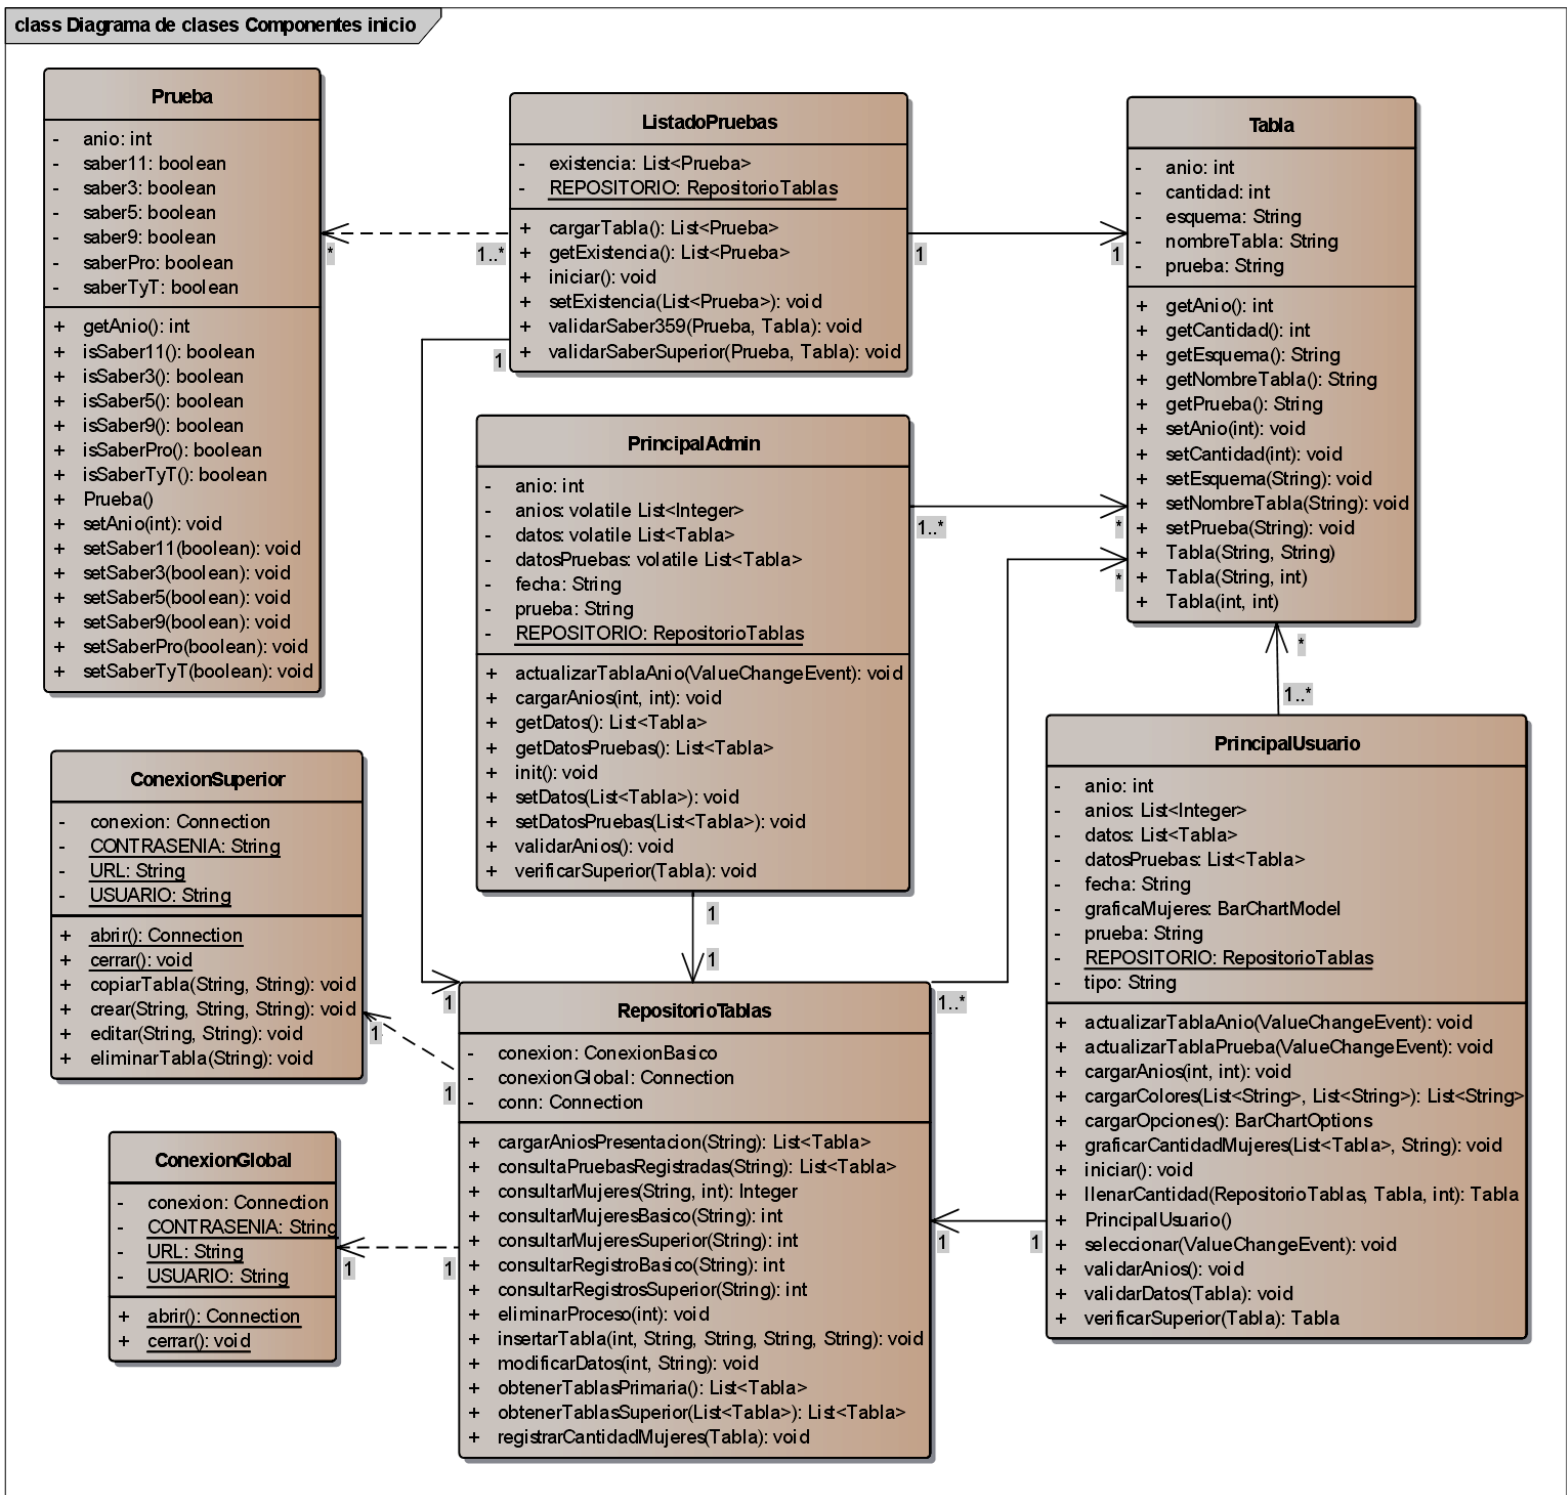 class Diagrama de clases Componentes inicio
Prueba
- anio: int
- saber11: boolean
- saber3: boolean
- saber5: boolean
- saber9: boolean
- saberPro: boolean
- saberTyT: boolean
+ getAnio(): int
+ isSaber11(): boolean
+ isSaber3(): boolean
+ isSaber5(): boolean
+ isSaber9(): boolean
+ isSaberPro(): boolean
+ isSaberTyT(): boolean
+ Prueba()
+ setAnio(int): void
+ setSaber11(boolean): void
+ setSaber3(boolean): void
+ setSaber5(boolean): void
+ setSaber9(boolean): void
+ setSaberPro(boolean): void
+ setSaberTyT(boolean): void
*
1..*
ListadoPruebas
- existencia: List<Prueba>
- REPOSITORIO: RepositorioTablas
+ cargarTabla(): List<Prueba>
+ getExistencia(): List<Prueba>
+ iniciar(): void
+ setExistencia(List<Prueba>): void
+ validarSaber359(Prueba, Tabla): void
+ validarSaberSuperior(Prueba, Tabla): void
1
1
1
Tabla
- anio: int
- cantidad: int
- esquema: String
- nombreTabla: String
- prueba: String
+ getAnio(): int
+ getCantidad(): int
+ getEsquema(): String
+ getNombreTabla(): String
+ getPrueba(): String
+ setAnio(int): void
+ setCantidad(int): void
+ setEsquema(String): void
+ setNombreTabla(String): void
+ setPrueba(String): void
+ Tabla(String, String)
+ Tabla(String, int)
+ Tabla(int, int)
PrincipalAdmin
- anio: int
- anios: volatile List<Integer>
- datos: volatile List<Tabla>
- datosPruebas: volatile List<Tabla>
- fecha: String
- prueba: String
- REPOSITORIO: RepositorioTablas
+ actualizarTablaAnio(ValueChangeEvent): void
+ cargarAnios(int, int): void
+ getDatos(): List<Tabla>
+ getDatosPruebas(): List<Tabla>
+ init(): void
+ setDatos(List<Tabla>): void
+ setDatosPruebas(List<Tabla>): void
+ validarAnios(): void
+ verificarSuperior(Tabla): void
1..*
*
*
*
1..*
1
1
1
1..*
ConexionSuperior
- conexion: Connection
- CONTRASENIA: String
- URL: String
- USUARIO: String
+ abrir(): Connection
+ cerrar(): void
+ copiarTabla(String, String): void
+ crear(String, String, String): void
+ editar(String, String): void
+ eliminarTabla(String): void
1
1
ConexionGlobal
- conexion: Connection
- CONTRASENIA: String
- URL: String
- USUARIO: String
+ abrir(): Connection
+ cerrar(): void
1
1
RepositorioTablas
- conexion: ConexionBasico
- conexionGlobal: Connection
- conn: Connection
+ cargarAniosPresentacion(String): List<Tabla>
+ consultaPruebasRegistradas(String): List<Tabla>
+ consultarMujeres(String, int): Integer
+ consultarMujeresBasico(String): int
+ consultarMujeresSuperior(String): int
+ consultarRegistroBasico(String): int
+ consultarRegistrosSuperior(String): int
+ eliminarProceso(int): void
+ insertarTabla(int, String, String, String, String): void
+ modificarDatos(int, String): void
+ obtenerTablasPrimaria(): List<Tabla>
+ obtenerTablasSuperior(List<Tabla>): List<Tabla>
+ registrarCantidadMujeres(Tabla): void
1
1
PrincipalUsuario
- anio: int
- anios: List<Integer>
- datos: List<Tabla>
- datosPruebas: List<Tabla>
- fecha: String
- graficaMujeres: BarChartModel
- prueba: String
- REPOSITORIO: RepositorioTablas
- tipo: String
+ actualizarTablaAnio(ValueChangeEvent): void
+ actualizarTablaPrueba(ValueChangeEvent): void
+ cargarAnios(int, int): void
+ cargarColores(List<String>, List<String>): List<String>
+ cargarOpciones(): BarChartOptions
+ graficarCantidadMujeres(List<Tabla>, String): void
+ iniciar(): void
+ llenarCantidad(RepositorioTablas, Tabla, int): Tabla
+ PrincipalUsuario()
+ seleccionar(ValueChangeEvent): void
+ validarAnios(): void
+ validarDatos(Tabla): void
+ verificarSuperior(Tabla): Tabla